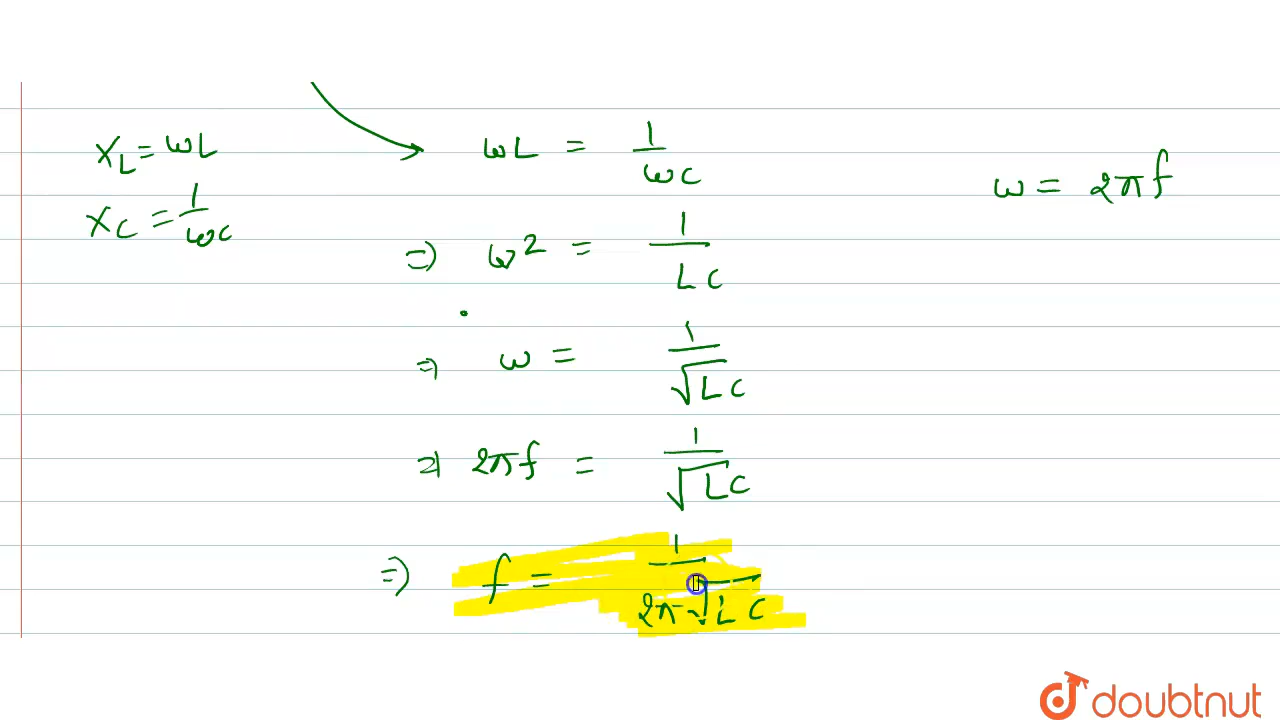 X_L = ωL
X_C = 1/ωC
ωL = 1/ωC
ω = 2πf
⇒ ω² = 1/LC
⇒ ω = 1/√LC
⇒ 2πf = 1/√LC
⇒ f = 1/2π√LC
doubtnut